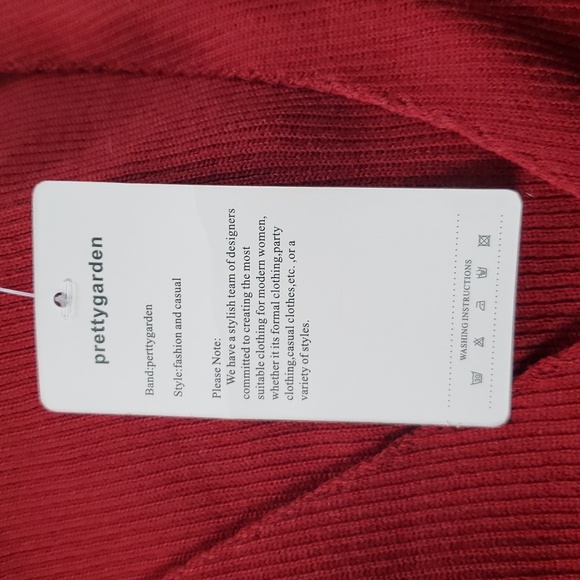 prettygarden
Band:perttygarden
Style:fashion and casual
Please Note:
We have a stylish team of designers
committed to creating the most
suitable clothing for modern women,
whether it its formal clothing,party
clothing,casual clothes,etc. ,or a
variety of styles.
WASHING INSTRUCTIONS